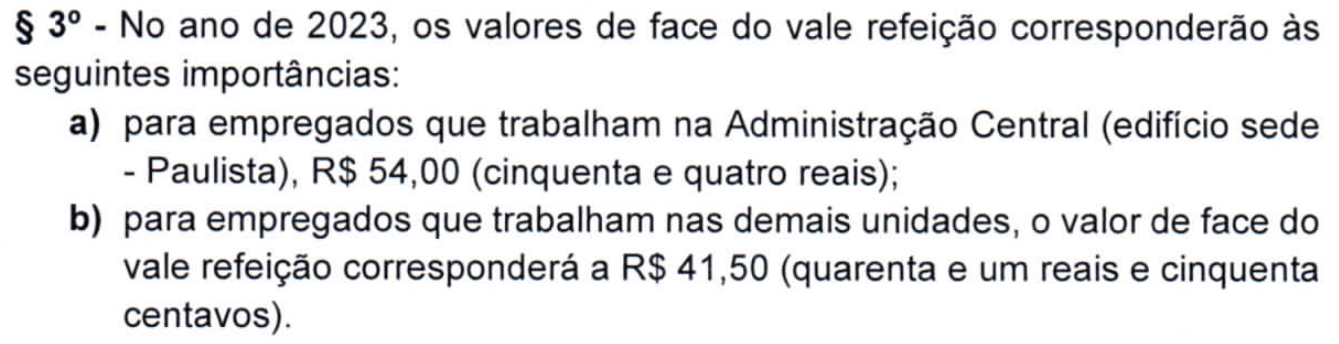 § 3º - No ano de 2023, os valores de face do vale refeição corresponderão às
seguintes importâncias:
a) para empregados que trabalham na Administração Central (edifício sede
- Paulista), R$ 54,00 (cinquenta e quatro reais);
b) para empregados que trabalham nas demais unidades, o valor de face do
vale refeição corresponderá a R$ 41,50 (quarenta e um reais e cinquenta
centavos).